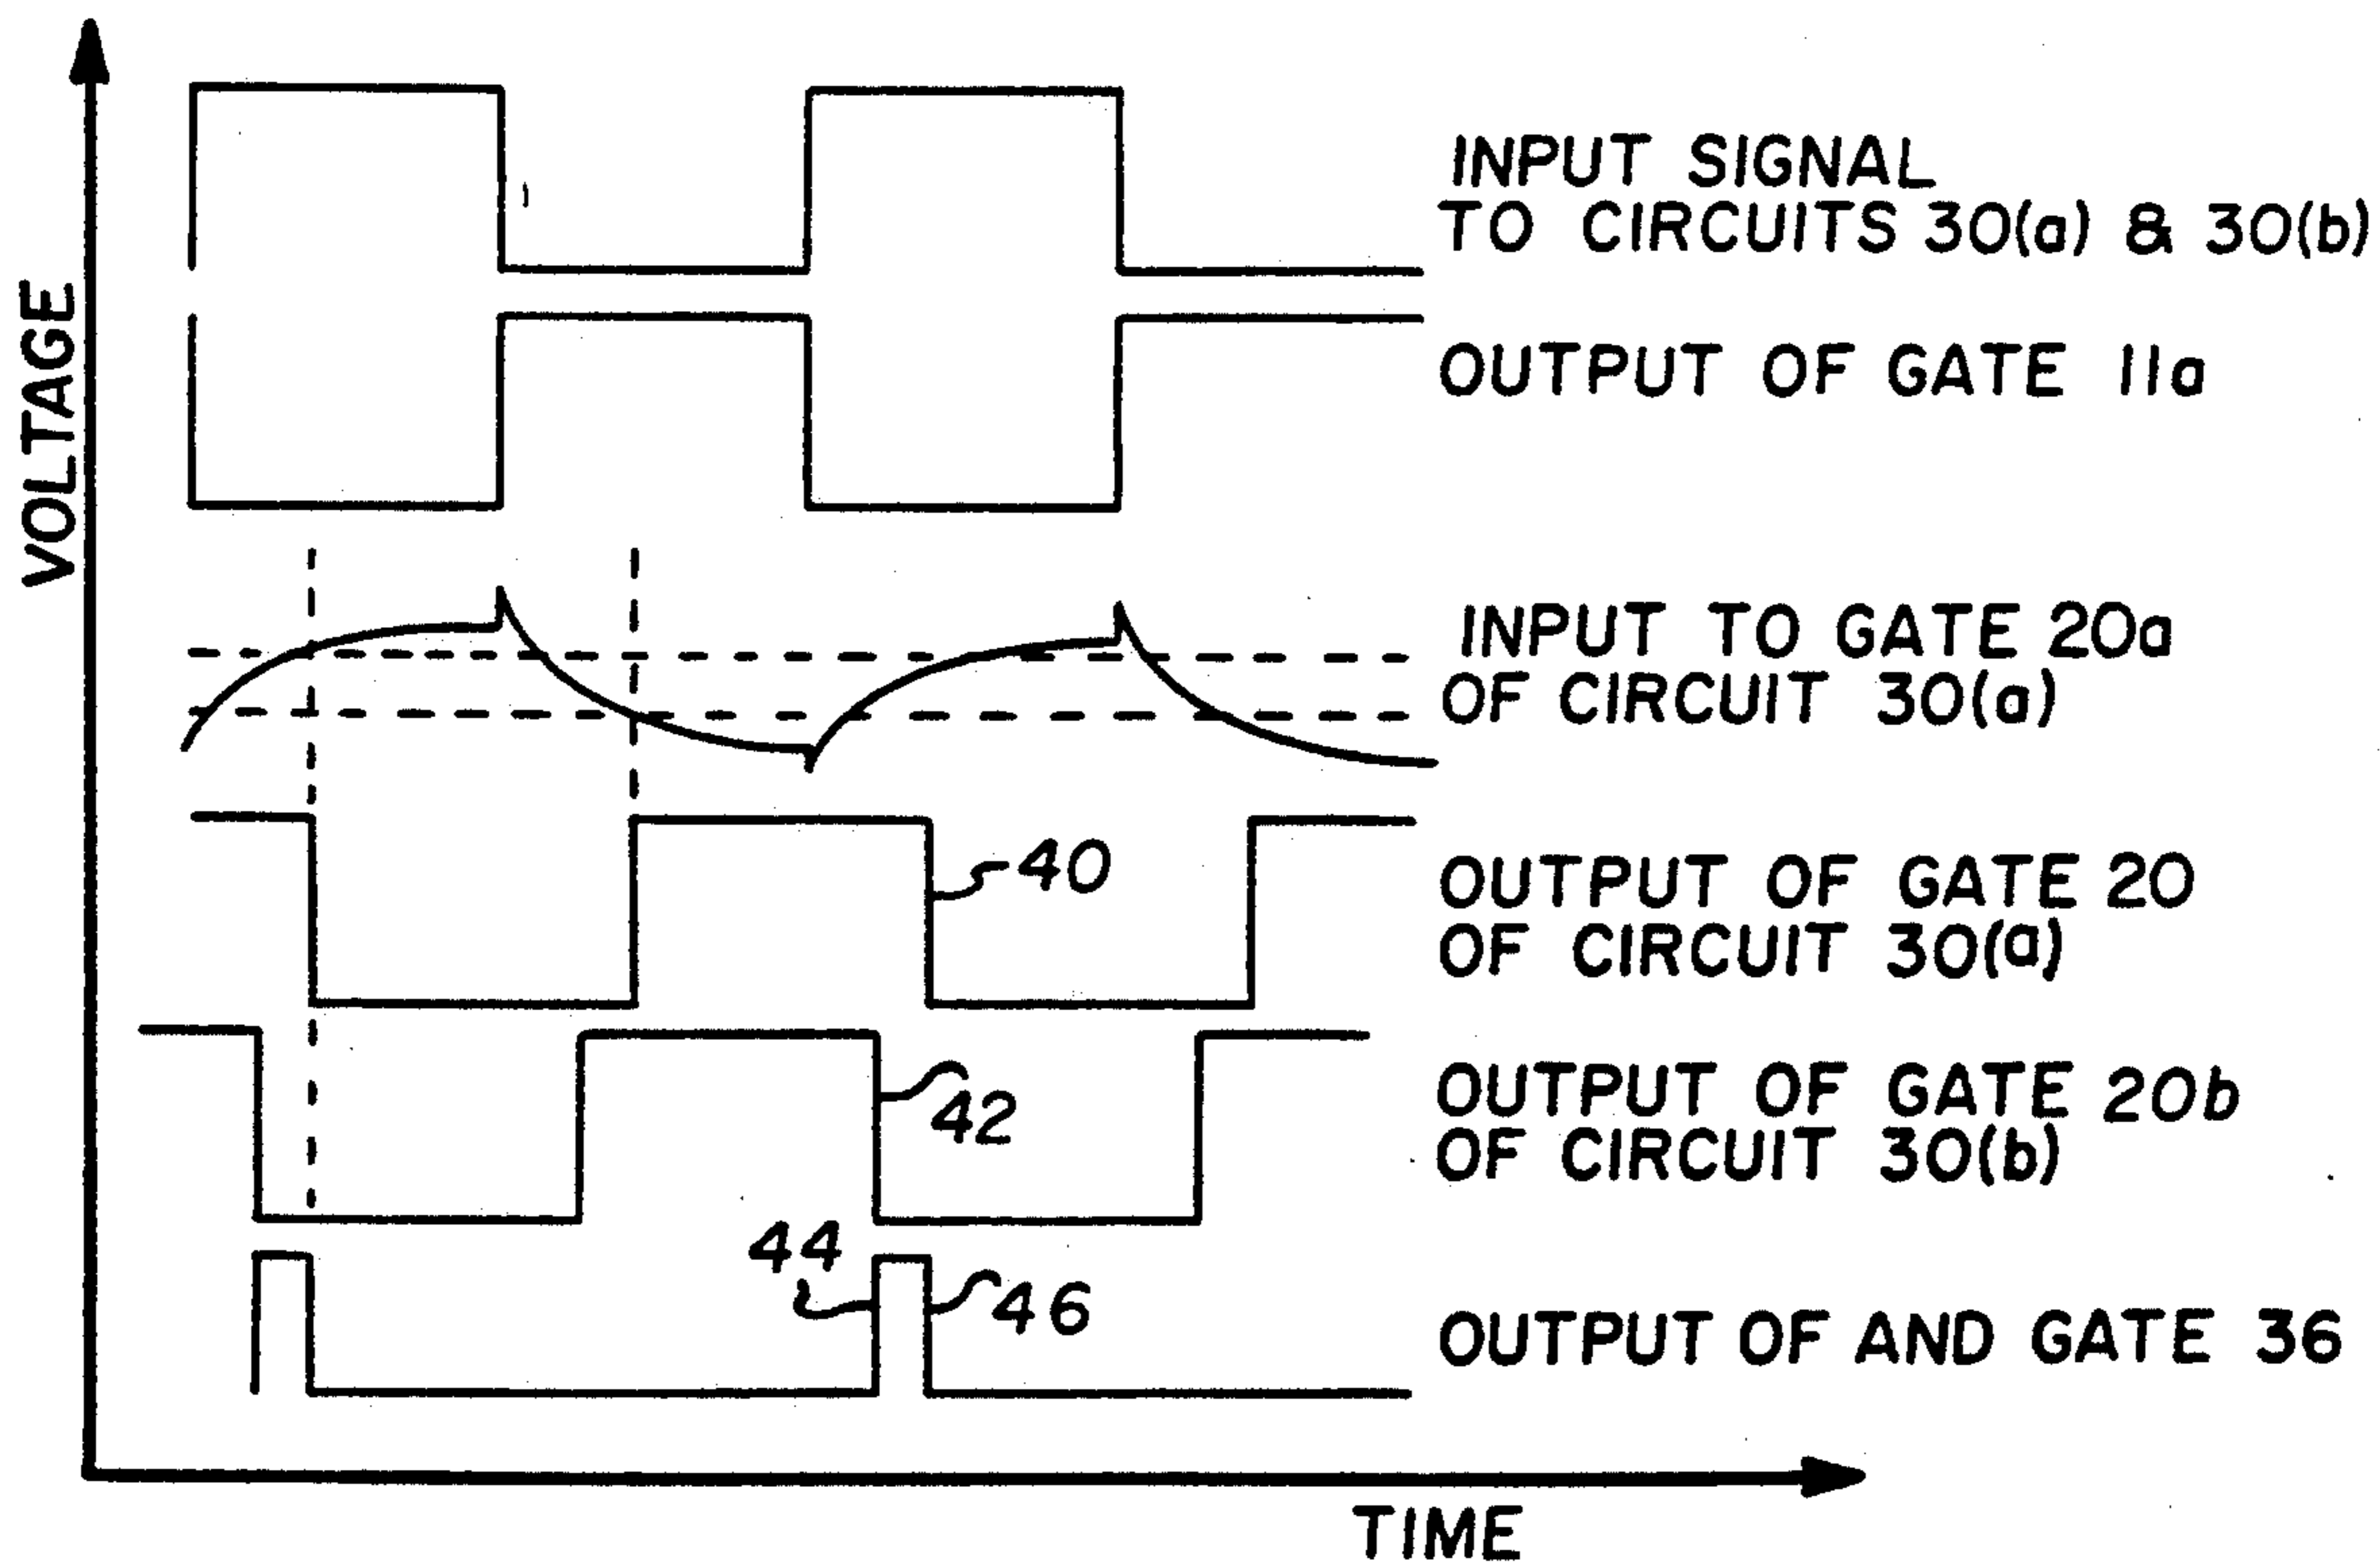 VOLTAGE
INPUT SIGNAL
TO CIRCUITS 30(a) & 30(b)
OUTPUT OF GATE 11a
INPUT TO GATE 20a
OF CIRCUIT 30(a)
40
OUTPUT OF GATE 20
OF CIRCUIT 30(a)
42
OUTPUT OF GATE 20b
OF CIRCUIT 30(b)
44
46
OUTPUT OF AND GATE 36
TIME